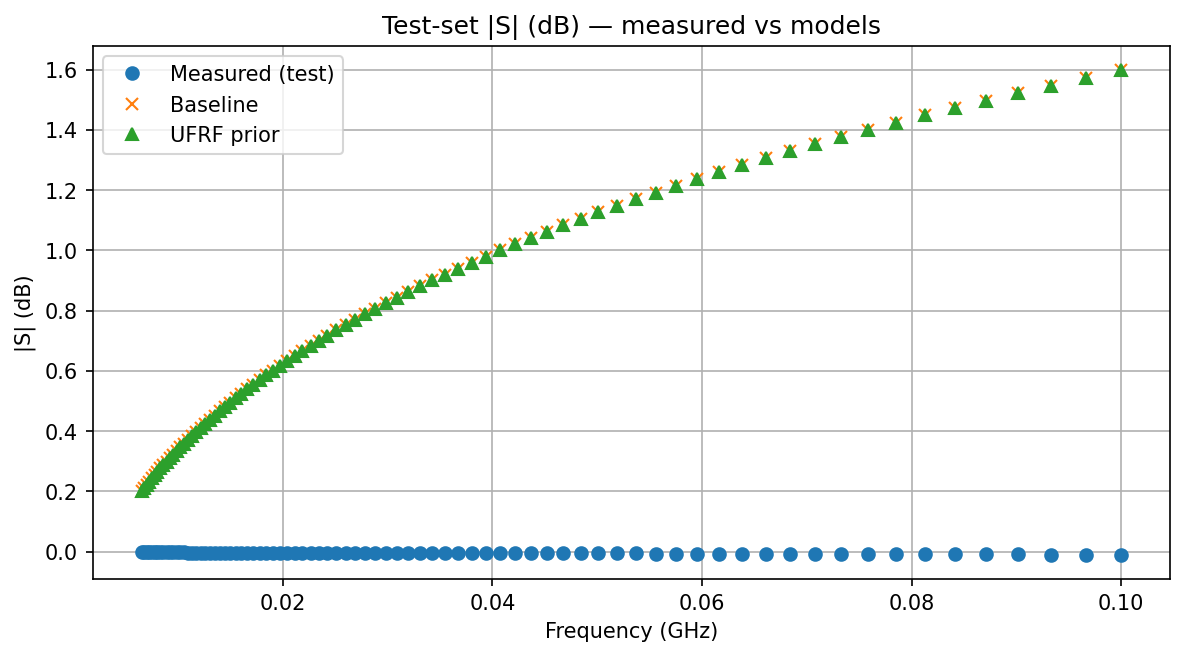 Test-set |S| (dB) — measured vs models
Measured (test)
Baseline
UFRF prior
|S| (dB)
1.6
1.4
1.2
1.0
0.8
0.6
0.4
0.2
0.0
0.02 0.04 0.06 0.08 0.10
Frequency (GHz)